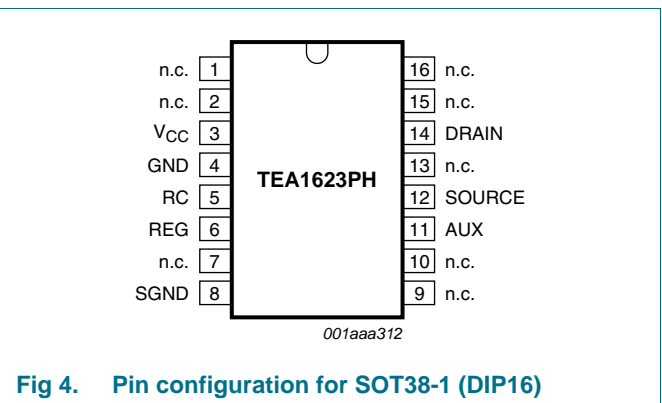 n.c. 1 16 n.c.
n.c. 2 15 n.c.
VCC 3 14 DRAIN
GND 4 13 n.c.
TEA1623PH
RC 5 12 SOURCE
REG 6 11 AUX
n.c. 7 10 n.c.
SGND 8 9 n.c.
001aaa312
Fig 4. Pin configuration for SOT38-1 (DIP16)